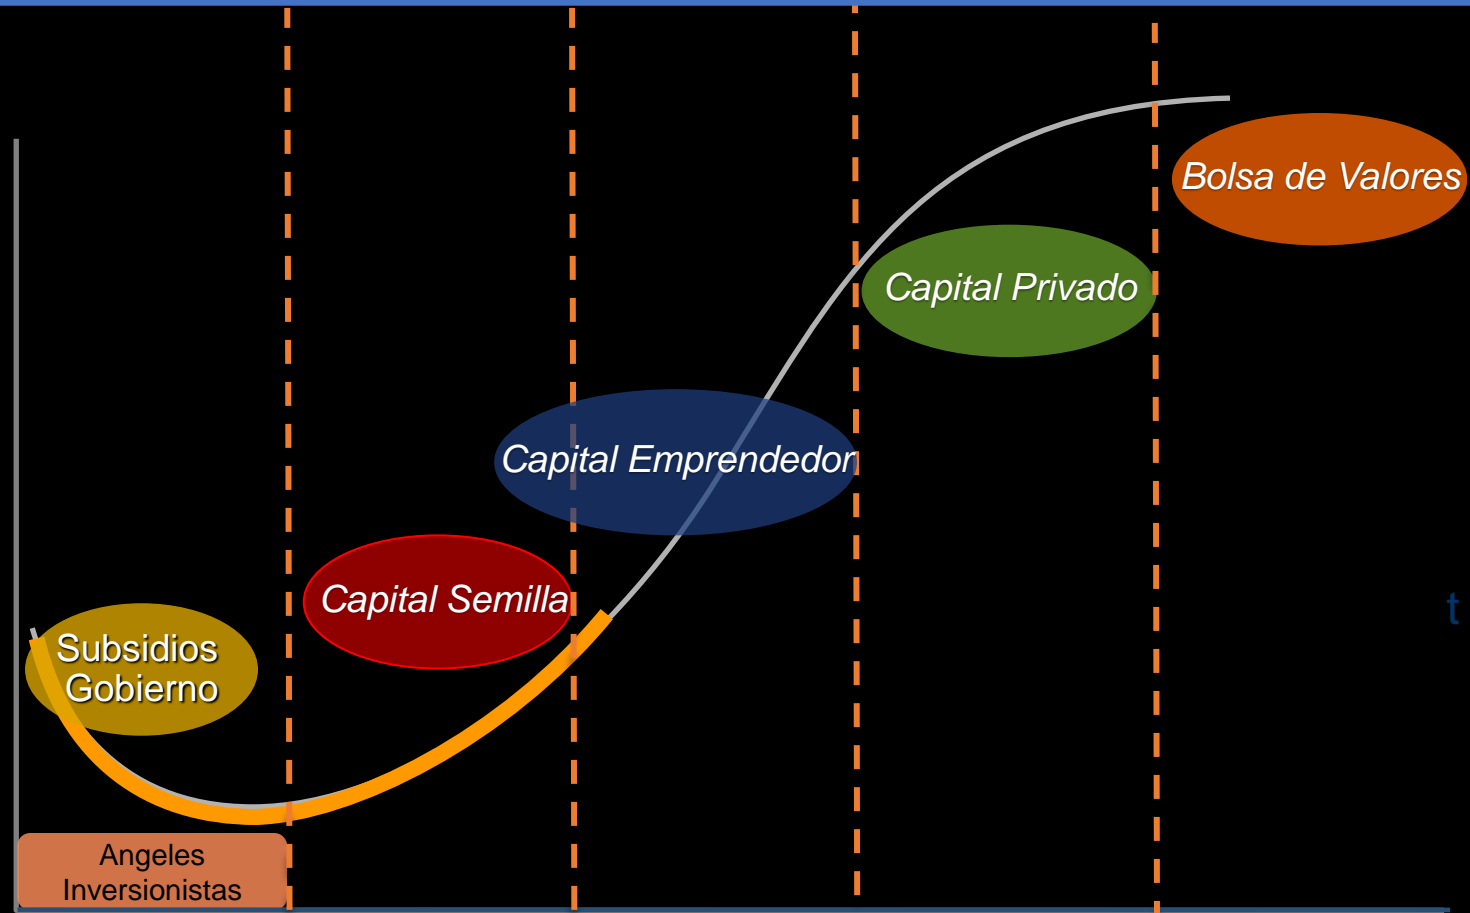 Bolsa de Valores
Capital Privado
Capital Emprendedor
Capital Semilla
t
Subsidios
Gobierno
Angeles
Inversionistas